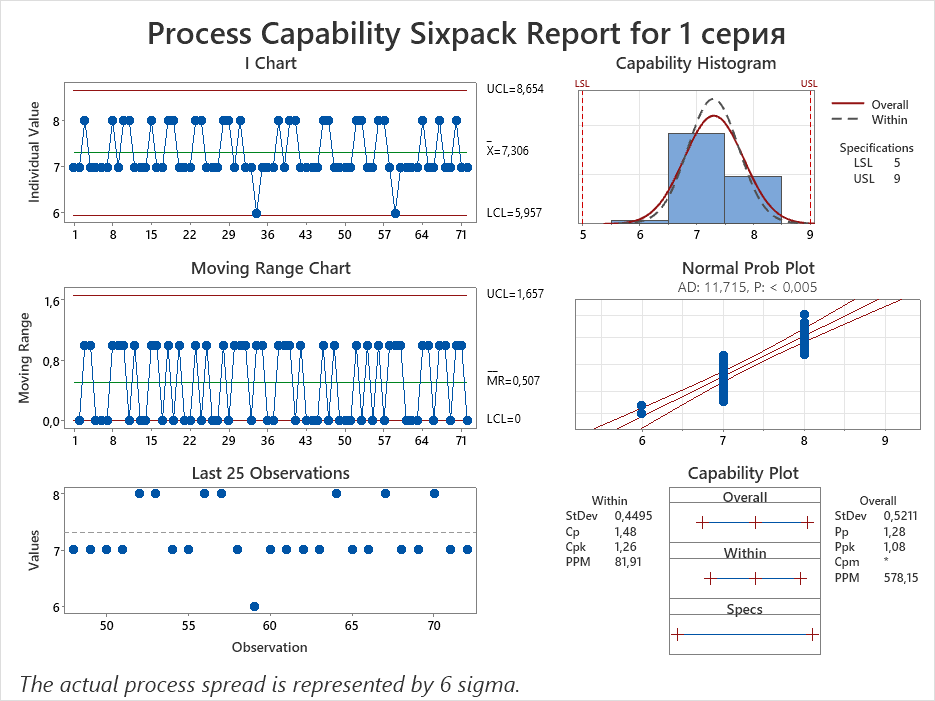 Process Capability Sixpack Report for 1 серия
I Chart
Individual Value
8
7
6
UCL=8,654
X=7,306
LCL=5,957
1 8 15 22 29 36 43 50 57 64 71
Capability Histogram
LSL USL
5 6 7 8 9
Overall
Within
Specifications
LSL 5
USL 9
Moving Range Chart
Moving Range
1,6
0,8
0,0
UCL=1,657
MR=0,507
LCL=0
1 8 15 22 29 36 43 50 57 64 71
Normal Prob Plot
AD: 11,715, P: < 0,005
6 7 8 9
Last 25 Observations
Values
8
7
6
50 55 60 65 70
Observation
Capability Plot
Within
StDev 0,4495
Cp 1,48
Cpk 1,26
PPM 81,91
Overall
Within
Specs
Overall
StDev 0,5211
Pp 1,28
Ppk 1,08
Cpm *
PPM 578,15
The actual process spread is represented by 6 sigma.